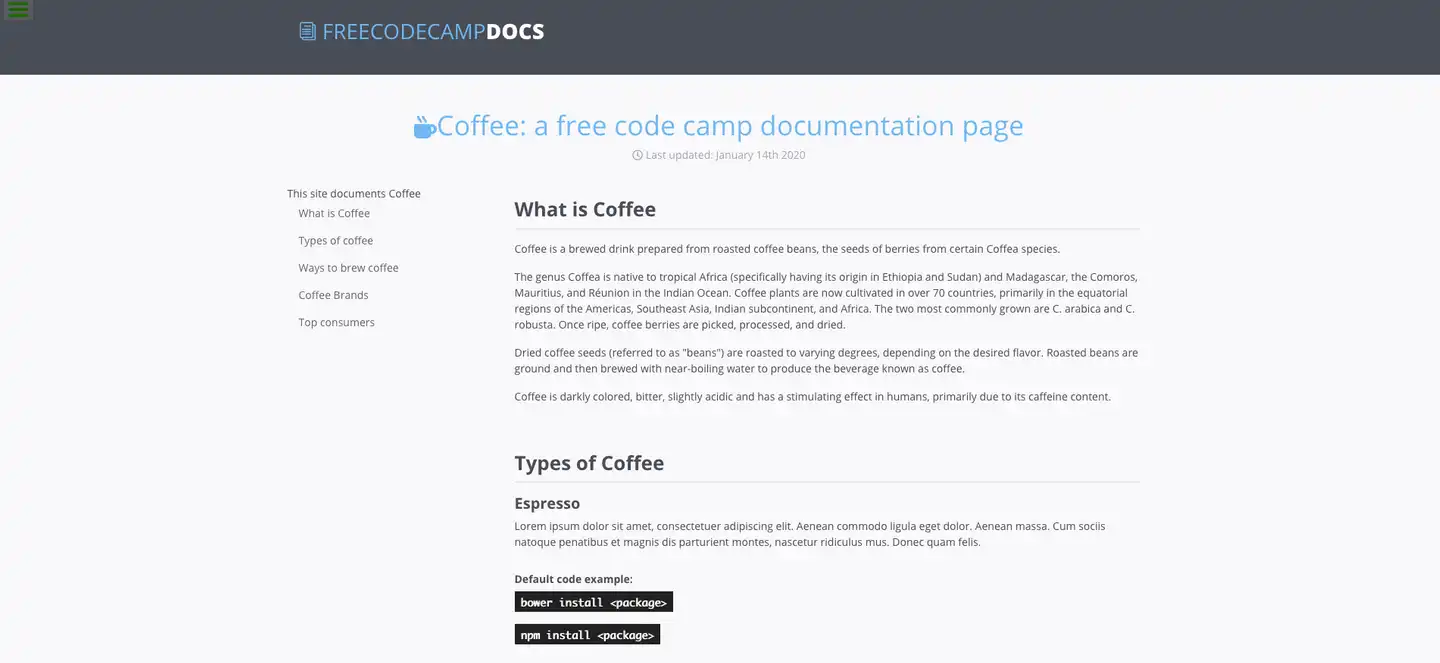 FREECODECAMPDOCS
Coffee: a free code camp documentation page
Last updated: January 14th 2020
This site documents Coffee
What is Coffee
Types of coffee
Ways to brew coffee
Coffee Brands
Top consumers
What is Coffee
Coffee is a brewed drink prepared from roasted coffee beans, the seeds of berries from certain Coffea species.
The genus Coffea is native to tropical Africa (specifically having its origin in Ethiopia and Sudan) and Madagascar, the Comoros,
Mauritius, and Réunion in the Indian Ocean. Coffee plants are now cultivated in over 70 countries, primarily in the equatorial
regions of the Americas, Southeast Asia, Indian subcontinent, and Africa. The two most commonly grown are C. arabica and C.
robusta. Once ripe, coffee berries are picked, processed, and dried.
Dried coffee seeds (referred to as "beans") are roasted to varying degrees, depending on the desired flavor. Roasted beans are
ground and then brewed with near-boiling water to produce the beverage known as coffee.
Coffee is darkly colored, bitter, slightly acidic and has a stimulating effect in humans, primarily due to its caffeine content.
Types of Coffee
Espresso
Lorem ipsum dolor sit amet, consectetuer adipiscing elit. Aenean commodo ligula eget dolor. Aenean massa. Cum sociis
natoque penatibus et magnis dis parturient montes, nascetur ridiculus mus. Donec quam felis.
Default code example:
bower install <package>
npm install <package>